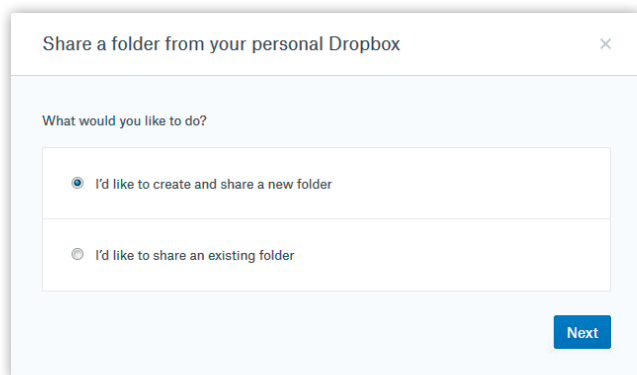 Share a folder from your personal Dropbox
What would you like to do?
I'd like to create and share a new folder
I'd like to share an existing folder
Next